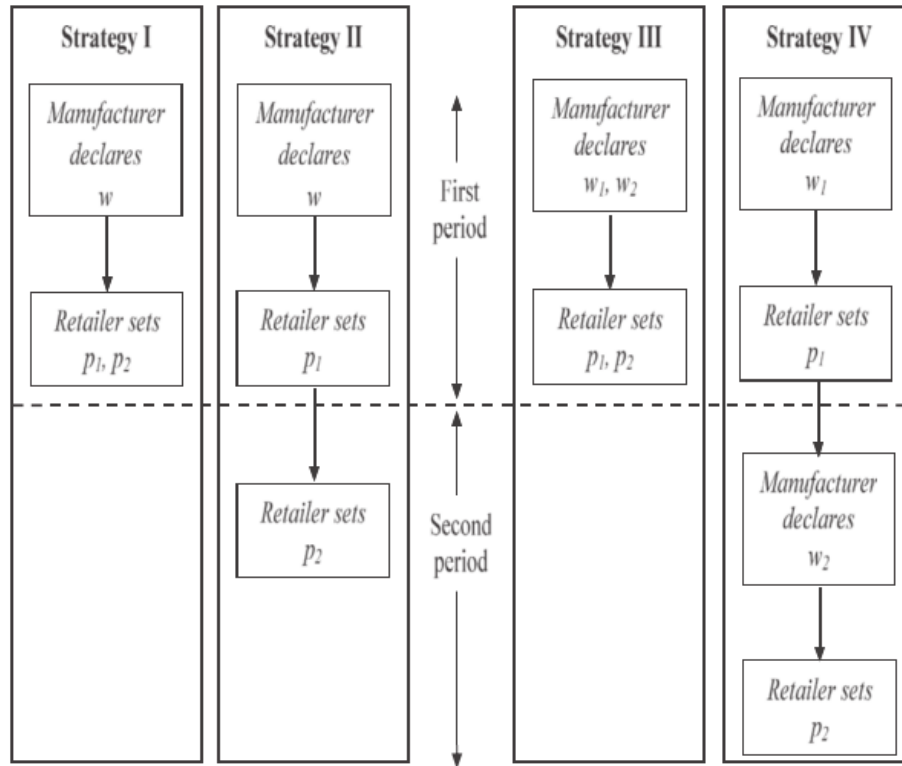 Strategy I
Manufacturer
declares
w
Retailer sets
p1, p2
Strategy II
Manufacturer
declares
w
Retailer sets
p1
Retailer sets
p2
First
period
Second
period
Strategy III
Manufacturer
declares
w1, w2
Retailer sets
p1, p2
Strategy IV
Manufacturer
declares
w1
Retailer sets
p1
Manufacturer
declares
w2
Retailer sets
p2